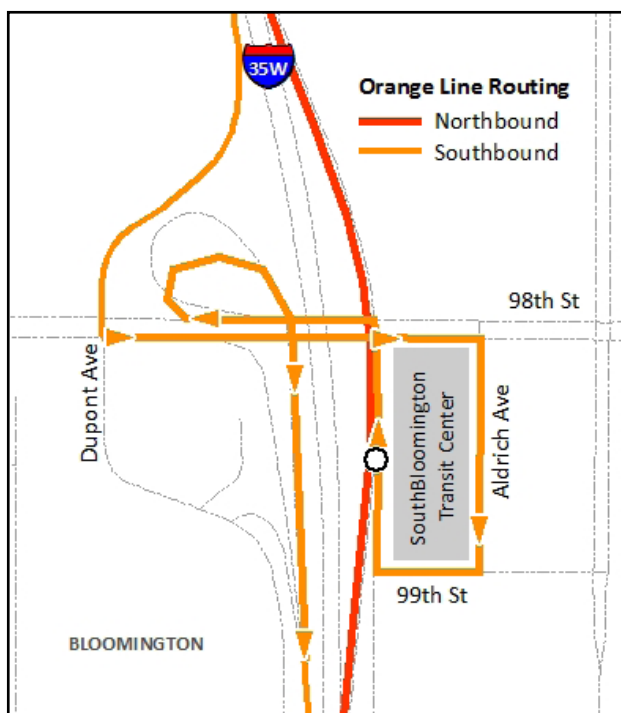 35W
Orange Line Routing
Northbound
Southbound
98th St
Dupont Ave
SouthBloomington
Transit Center
Aldrich Ave
99th St
BLOOMINGTON